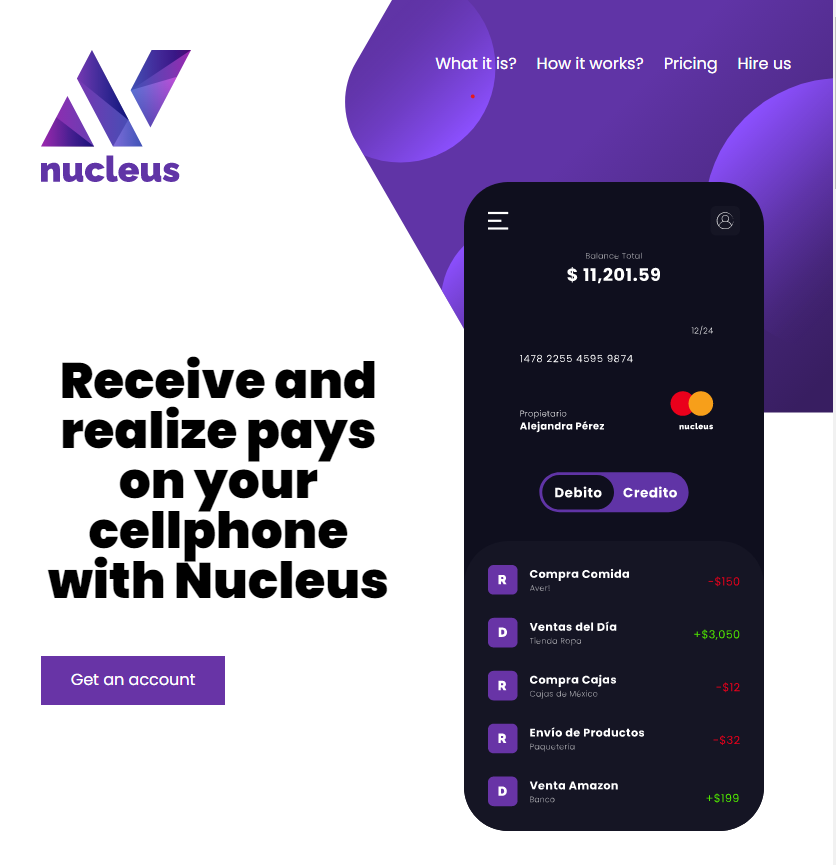 What it is?
How it works?
Pricing
Hire us
nucleus
Receive and
realize pays
on your
cellphone
with Nucleus
Get an account
Balance Total
$ 11,201.59
12/24
1478 2255 4595 9874
Propietario
Alejandra Pérez
nucleus
Debito
Credito
R
Compra Comida
Aver!
-$150
D
Ventas del Día
Tienda Ropa
+$3,050
R
Compra Cajas
Cajas de México
-$12
R
Envío de Productos
Paqueteria
-$32
D
Venta Amazon
Banco
+$199